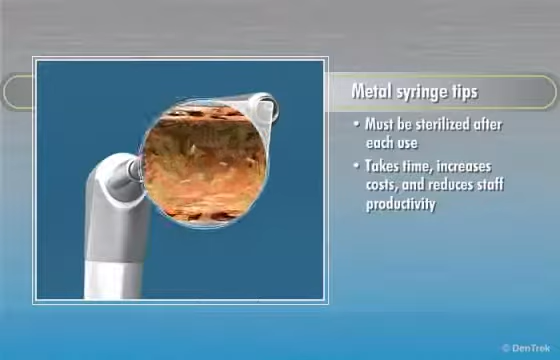 Metal syringe tips
• Must be sterilized after
each use
• Takes time, increases
costs, and reduces staff
productivity
© DenTrek